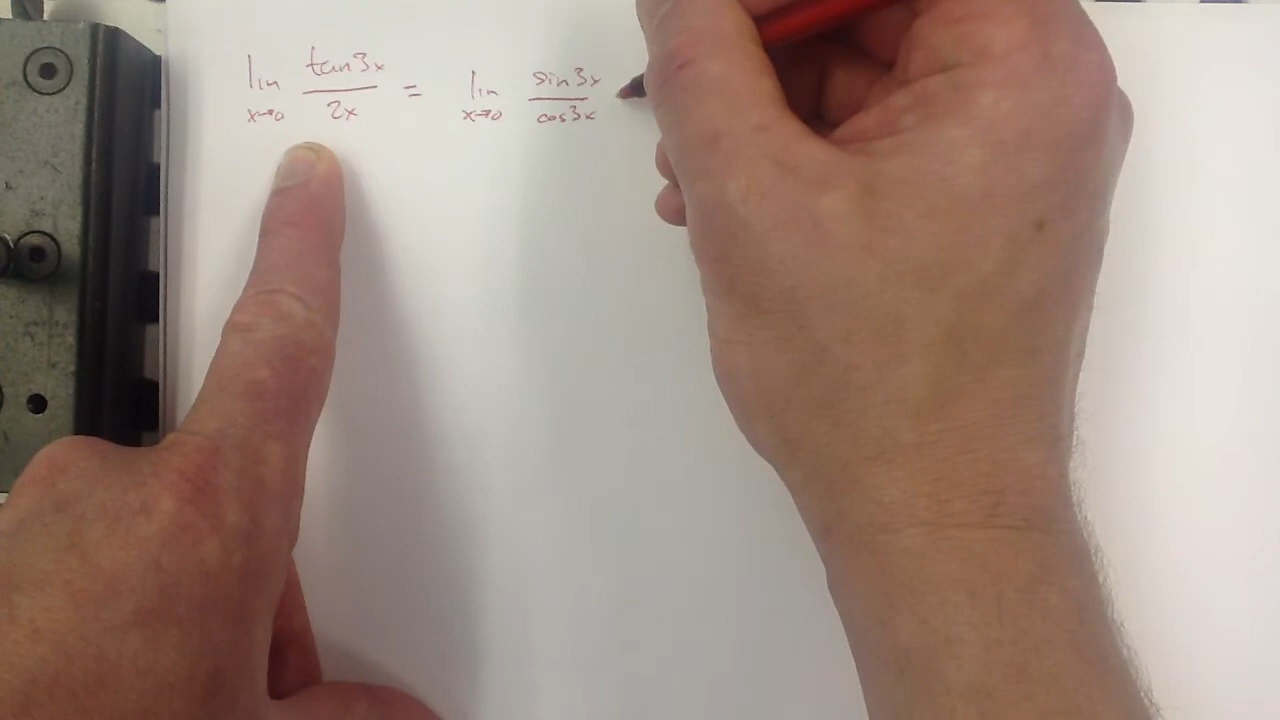 lim x→0 tan3x / 2x = lim x→0 sin3x / cos3x